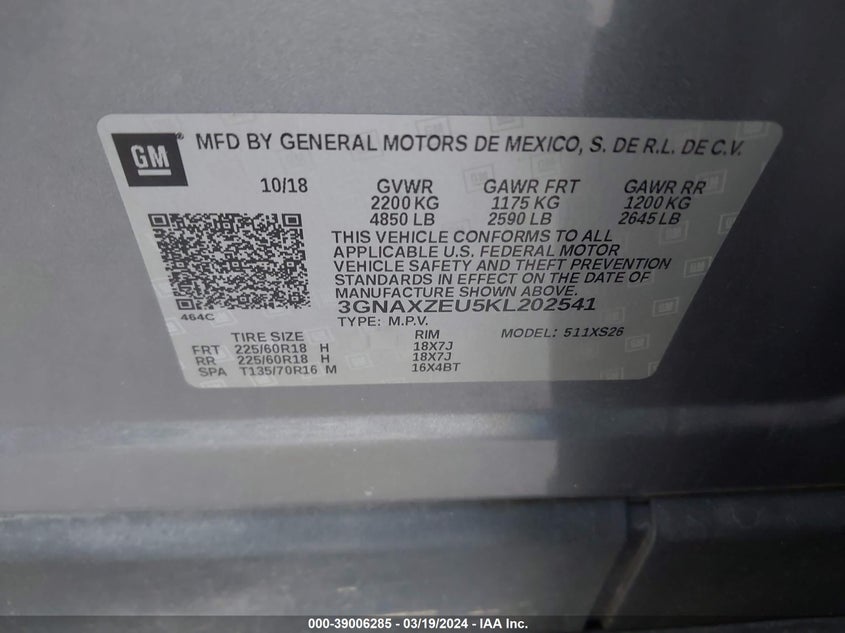 GM ® MFD BY GENERAL MOTORS DE MEXICO, S. DE R.L. DE C.V.
10/18 GVWR GAWR FRT GAWR RR
2200 KG 1175 KG 1200 KG
4850 LB 2590 LB 2645 LB
THIS VEHICLE CONFORMS TO ALL
APPLICABLE U.S. FEDERAL MOTOR
VEHICLE SAFETY AND THEFT PREVENTION
STANDARDS IN EFFECT ON THE DATE OF
MANUFACTURE SHOWN ABOVE.
464C 3GNAXZEU5KL202541
TYPE: M.P.V. MODEL: 511XS26
TIRE SIZE RIM
FRT 225/60R18 H 18X7J
RR 225/60R18 H 18X7J
SPA T135/70R16 M 16X4BT
000-39006285 - 03/19/2024 - IAA Inc.